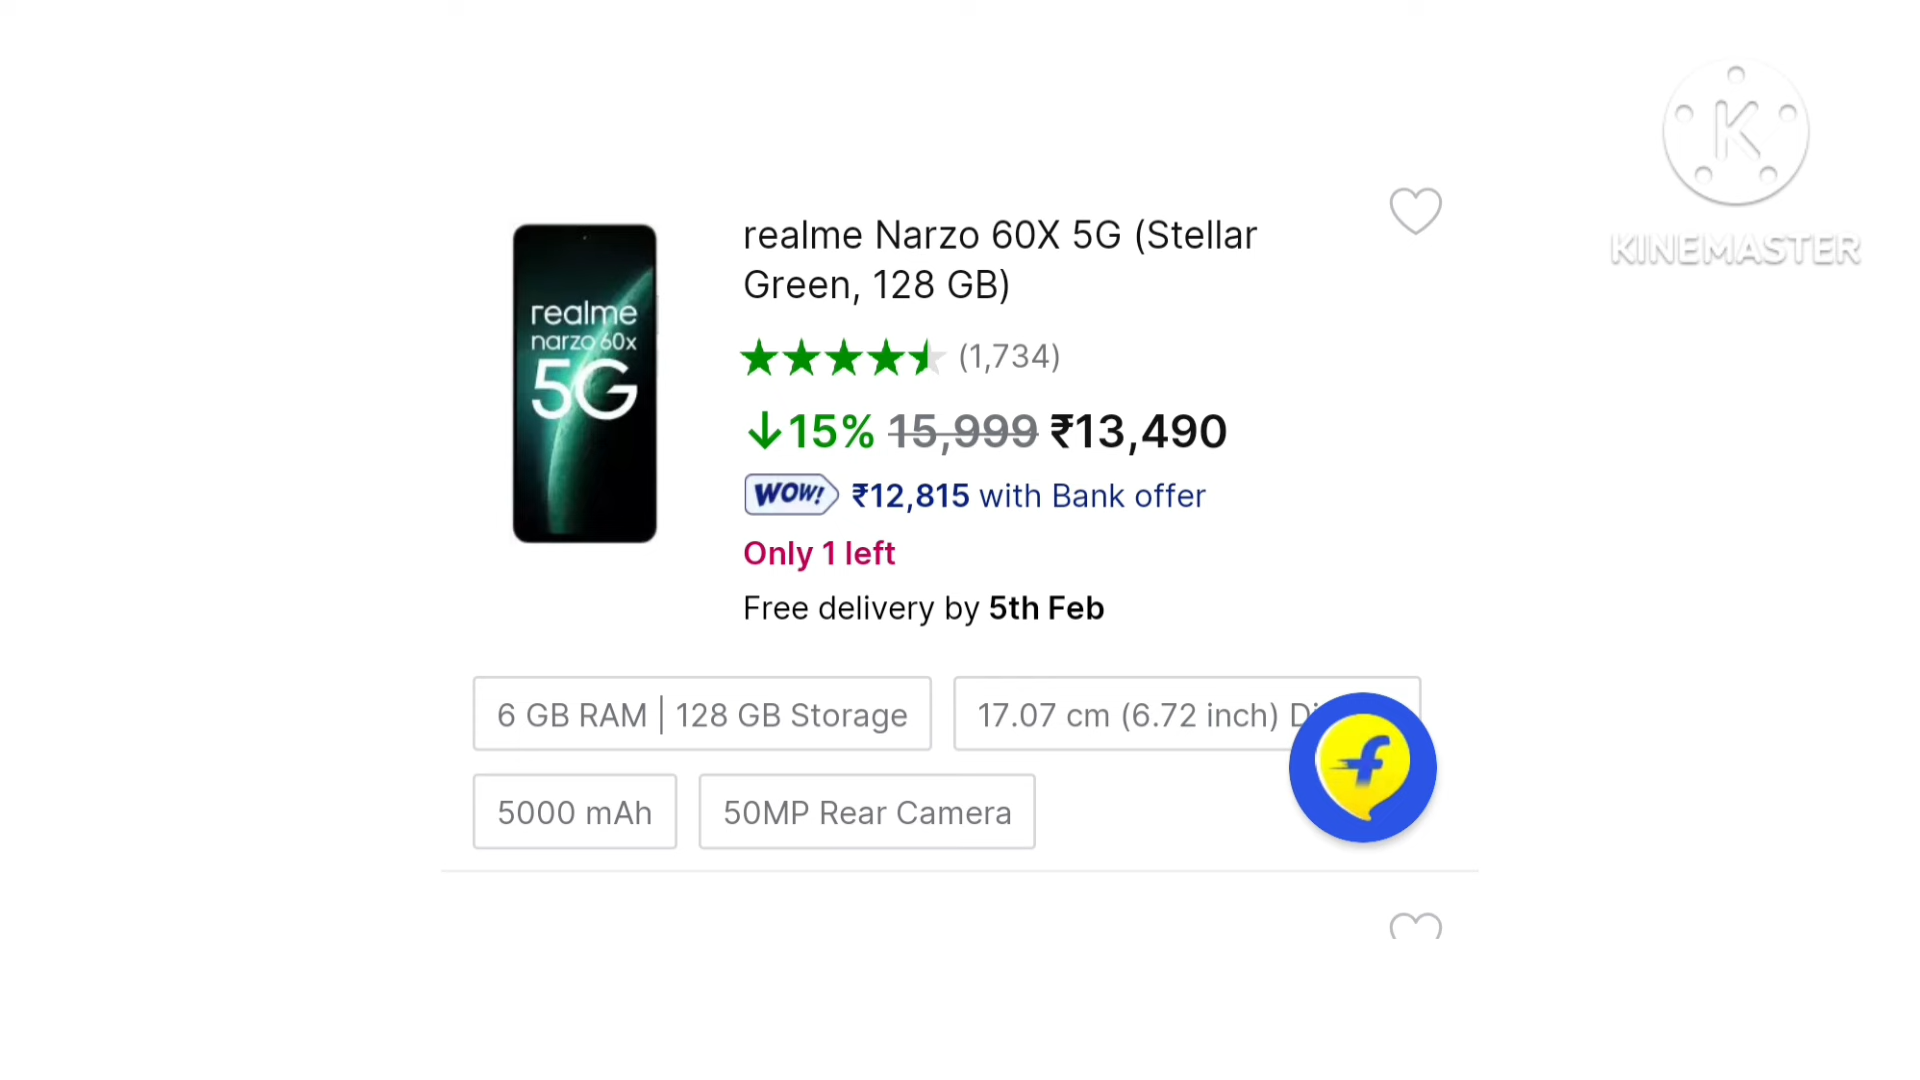 K
KINEMASTER
realme
narzo 60x
5G
realme Narzo 60X 5G (Stellar
Green, 128 GB)
(1,734)
↓15% 15,999 ₹13,490
WOW! ₹12,815 with Bank offer
Only 1 left
Free delivery by 5th Feb
6 GB RAM | 128 GB Storage
17.07 cm (6.72 inch)
f
5000 mAh
50MP Rear Camera